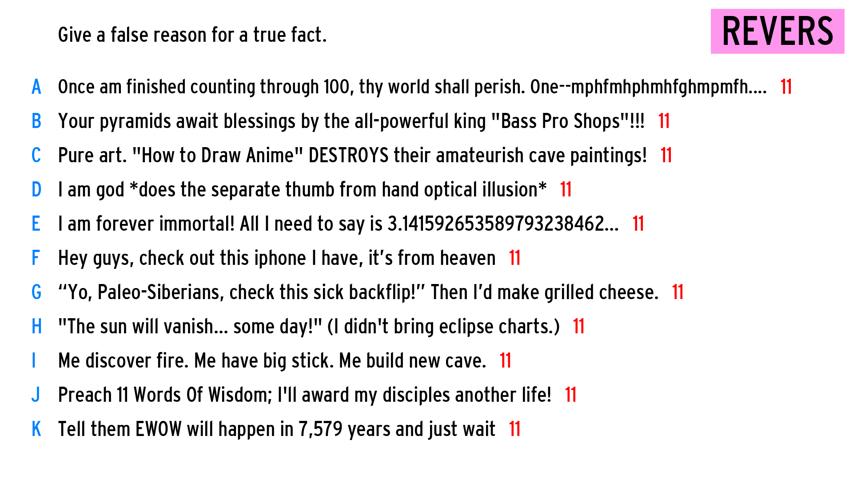 Give a false reason for a true fact.
REVERS
A Once am finished counting through 100, thy world shall perish. One--mphfmhphmhfghmpmfh.... 11
B Your pyramids await blessings by the all-powerful king "Bass Pro Shops"!!! 11
C Pure art. "How to Draw Anime" DESTROYS their amateurish cave paintings! 11
D I am god *does the separate thumb from hand optical illusion* 11
E I am forever immortal! All I need to say is 3.141592653589793238462... 11
F Hey guys, check out this iphone I have, it’s from heaven 11
G “Yo, Paleo-Siberians, check this sick backflip!” Then I’d make grilled cheese. 11
H "The sun will vanish... some day!" (I didn't bring eclipse charts.) 11
I Me discover fire. Me have big stick. Me build new cave. 11
J Preach 11 Words Of Wisdom; I'll award my disciples another life! 11
K Tell them EWOW will happen in 7,579 years and just wait 11